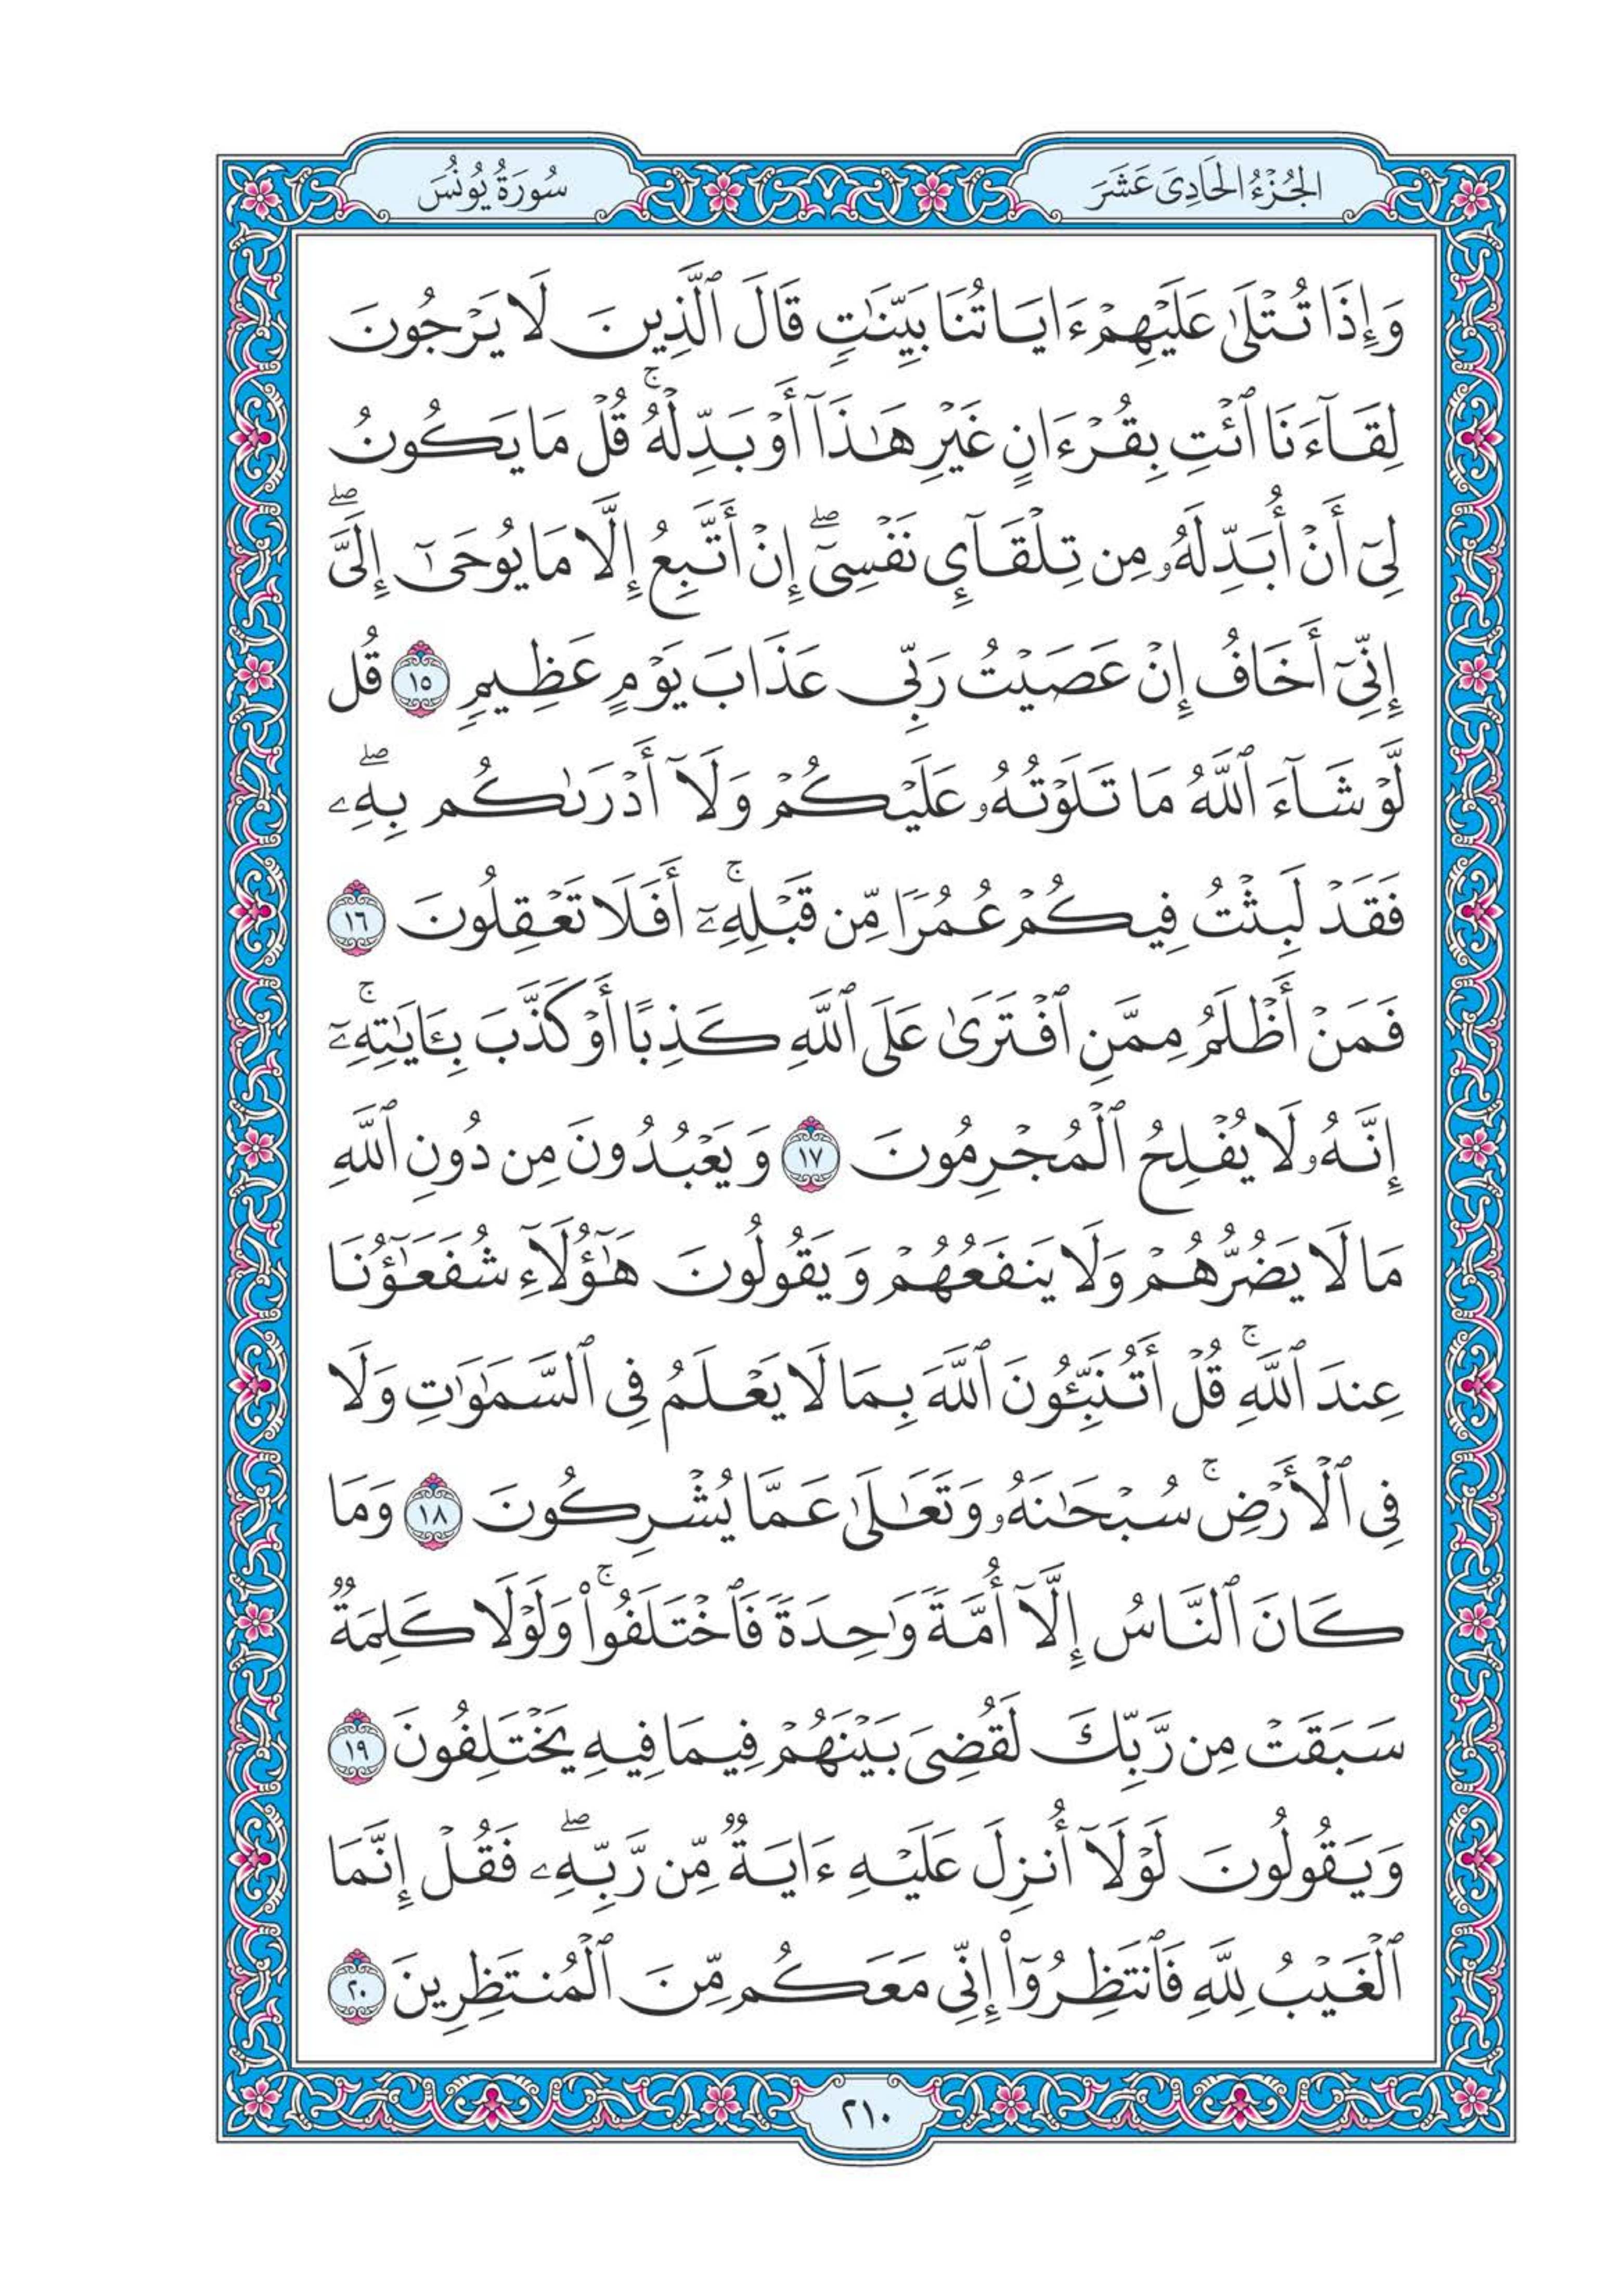 الجُزْءُ الحَادِىَ عَشَرَ
سُورَةُ يُونُسَ
وَإِذَا تُتْلَىٰ عَلَيْهِمْ ءَايَاتُنَا بَيِّنَٰتٍ قَالَ ٱلَّذِينَ لَا يَرْجُونَ
لِقَآءَنَا ٱئْتِ بِقُرْءَانٍ غَيْرِ هَٰذَآ أَوْ بَدِّلْهُ ۚ قُلْ مَا يَكُونُ
لِىٓ أَنْ أُبَدِّلَهُۥ مِن تِلْقَآئِ نَفْسِىٓ ۖ إِنْ أَتَّبِعُ إِلَّا مَا يُوحَىٰٓ إِلَىَّ ۖ
إِنِّىٓ أَخَافُ إِنْ عَصَيْتُ رَبِّى عَذَابَ يَوْمٍ عَظِيمٍ ١٥ قُل
لَّوْ شَآءَ ٱللَّهُ مَا تَلَوْتُهُۥ عَلَيْكُمْ وَلَآ أَدْرَىٰكُم بِهِۦ ۖ
فَقَدْ لَبِثْتُ فِيكُمْ عُمُرًا مِّن قَبْلِهِۦٓ ۚ أَفَلَا تَعْقِلُونَ ١٦
فَمَنْ أَظْلَمُ مِمَّنِ ٱفْتَرَىٰ عَلَى ٱللَّهِ كَذِبًا أَوْ كَذَّبَ بِـَٔايَٰتِهِۦٓ ۚ
إِنَّهُۥ لَا يُفْلِحُ ٱلْمُجْرِمُونَ ١٧ وَيَعْبُدُونَ مِن دُونِ ٱللَّهِ
مَا لَا يَضُرُّهُمْ وَلَا يَنفَعُهُمْ وَيَقُولُونَ هَٰٓؤُلَآءِ شُفَعَٰٓؤُنَا
عِندَ ٱللَّهِ ۚ قُلْ أَتُنَبِّـُٔونَ ٱللَّهَ بِمَا لَا يَعْلَمُ فِى ٱلسَّمَٰوَٰتِ وَلَا
فِى ٱلْأَرْضِ ۚ سُبْحَٰنَهُۥ وَتَعَٰلَىٰ عَمَّا يُشْرِكُونَ ١٨ وَمَا
كَانَ ٱلنَّاسُ إِلَّآ أُمَّةً وَٰحِدَةً فَٱخْتَلَفُوا۟ ۚ وَلَوْلَا كَلِمَةٌ
سَبَقَتْ مِن رَّبِّكَ لَقُضِىَ بَيْنَهُمْ فِيمَا فِيهِ يَخْتَلِفُونَ ١٩
وَيَقُولُونَ لَوْلَآ أُنزِلَ عَلَيْهِ ءَايَةٌ مِّن رَّبِّهِۦ ۖ فَقُلْ إِنَّمَا
ٱلْغَيْبُ لِلَّهِ فَٱنتَظِرُوٓا۟ إِنِّى مَعَكُم مِّنَ ٱلْمُنتَظِرِينَ ٢٠
٢١٠